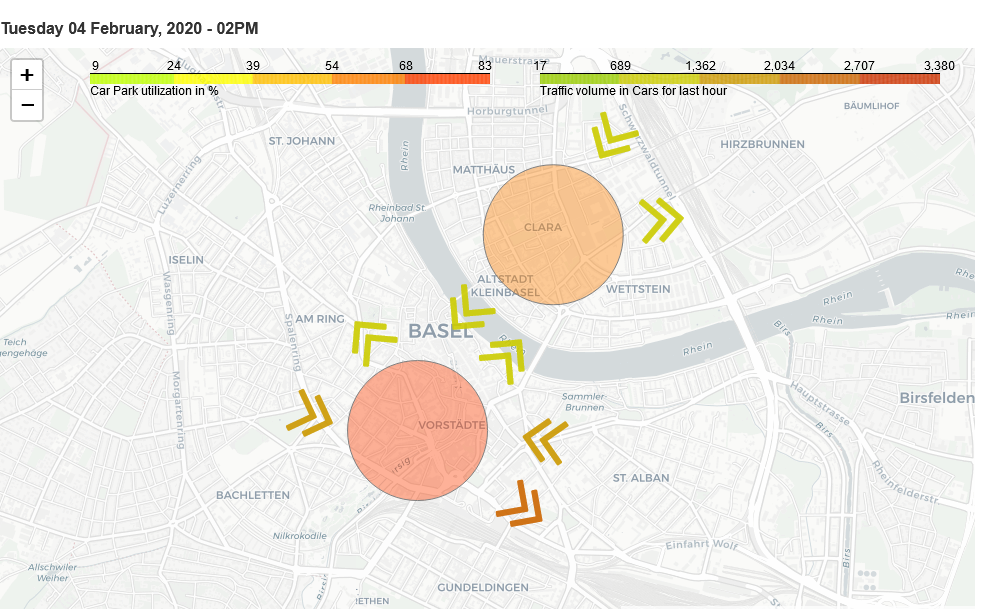 Tuesday 04 February, 2020 - 02PM
+
−
9 24 39 54 68 83
Car Park utilization in %
17 689 1,362 2,034 2,707 3,380
Traffic volume in Cars for last hour
Mauerstrasse
Horburgtunnel
BÄUMLIHOF
Schwarzwaldtunnel
HIRZBRUNNEN
ST. JOHANN
Rhein
MATTHÄUS
Luzernerring
Rheinbad St.
Johann
CLARA
ISELIN
ALTSTADT
KLEINBASEL
WETTSTEIN
Wasgenring
Rhein
Rhein
Rhein
AM RING
BASEL
Spalenring
Birs
Rhein
Teich
Morgartenring
Sammler-
Brunnen
Hauptstrasse
Birsfelden
VORSTÄDTE
Birs
BACHLETTEN
ST. ALBAN
Rheinfelderstr.
Nilkrokodile
Einfahrt Wolf
Allschwiler
Weiher
Birs
GUNDELDINGEN